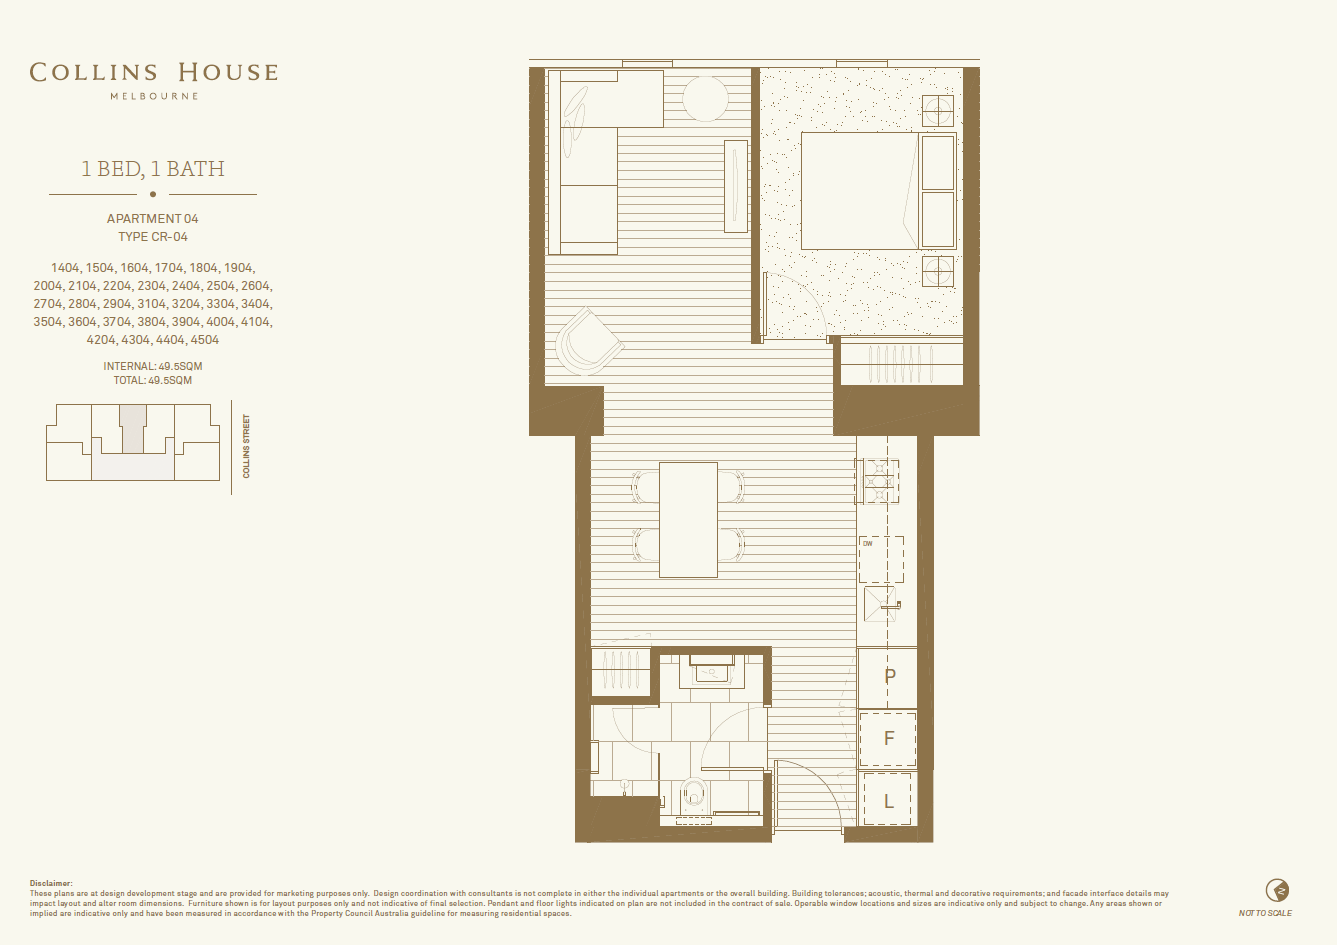 COLLINS HOUSE
MELBOURNE
1 BED, 1 BATH
APARTMENT 04
TYPE CR-04
1404, 1504, 1604, 1704, 1804, 1904,
2004, 2104, 2204, 2304, 2404, 2504, 2604,
2704, 2804, 2904, 3104, 3204, 3304, 3404,
3504, 3604, 3704, 3804, 3904, 4004, 4104,
4204, 4304, 4404, 4504
INTERNAL: 49.5SQM
TOTAL: 49.5SQM
COLLINS STREET
DW
P
F
L
Disclaimer:
These plans are at design development stage and are provided for marketing purposes only. Design coordination with consultants is not complete in either the individual apartments or the overall building. Building tolerances; acoustic, thermal and decorative requirements; and facade interface details may
impact layout and alter room dimensions. Furniture shown is for layout purposes only and not indicative of final selection. Pendant and floor lights indicated on plan are not included in the contract of sale. Operable window locations and sizes are indicative only and subject to change. Any areas shown or
implied are indicative only and have been measured in accordance with the Property Council Australia guideline for measuring residential spaces.
N
NOT TO SCALE